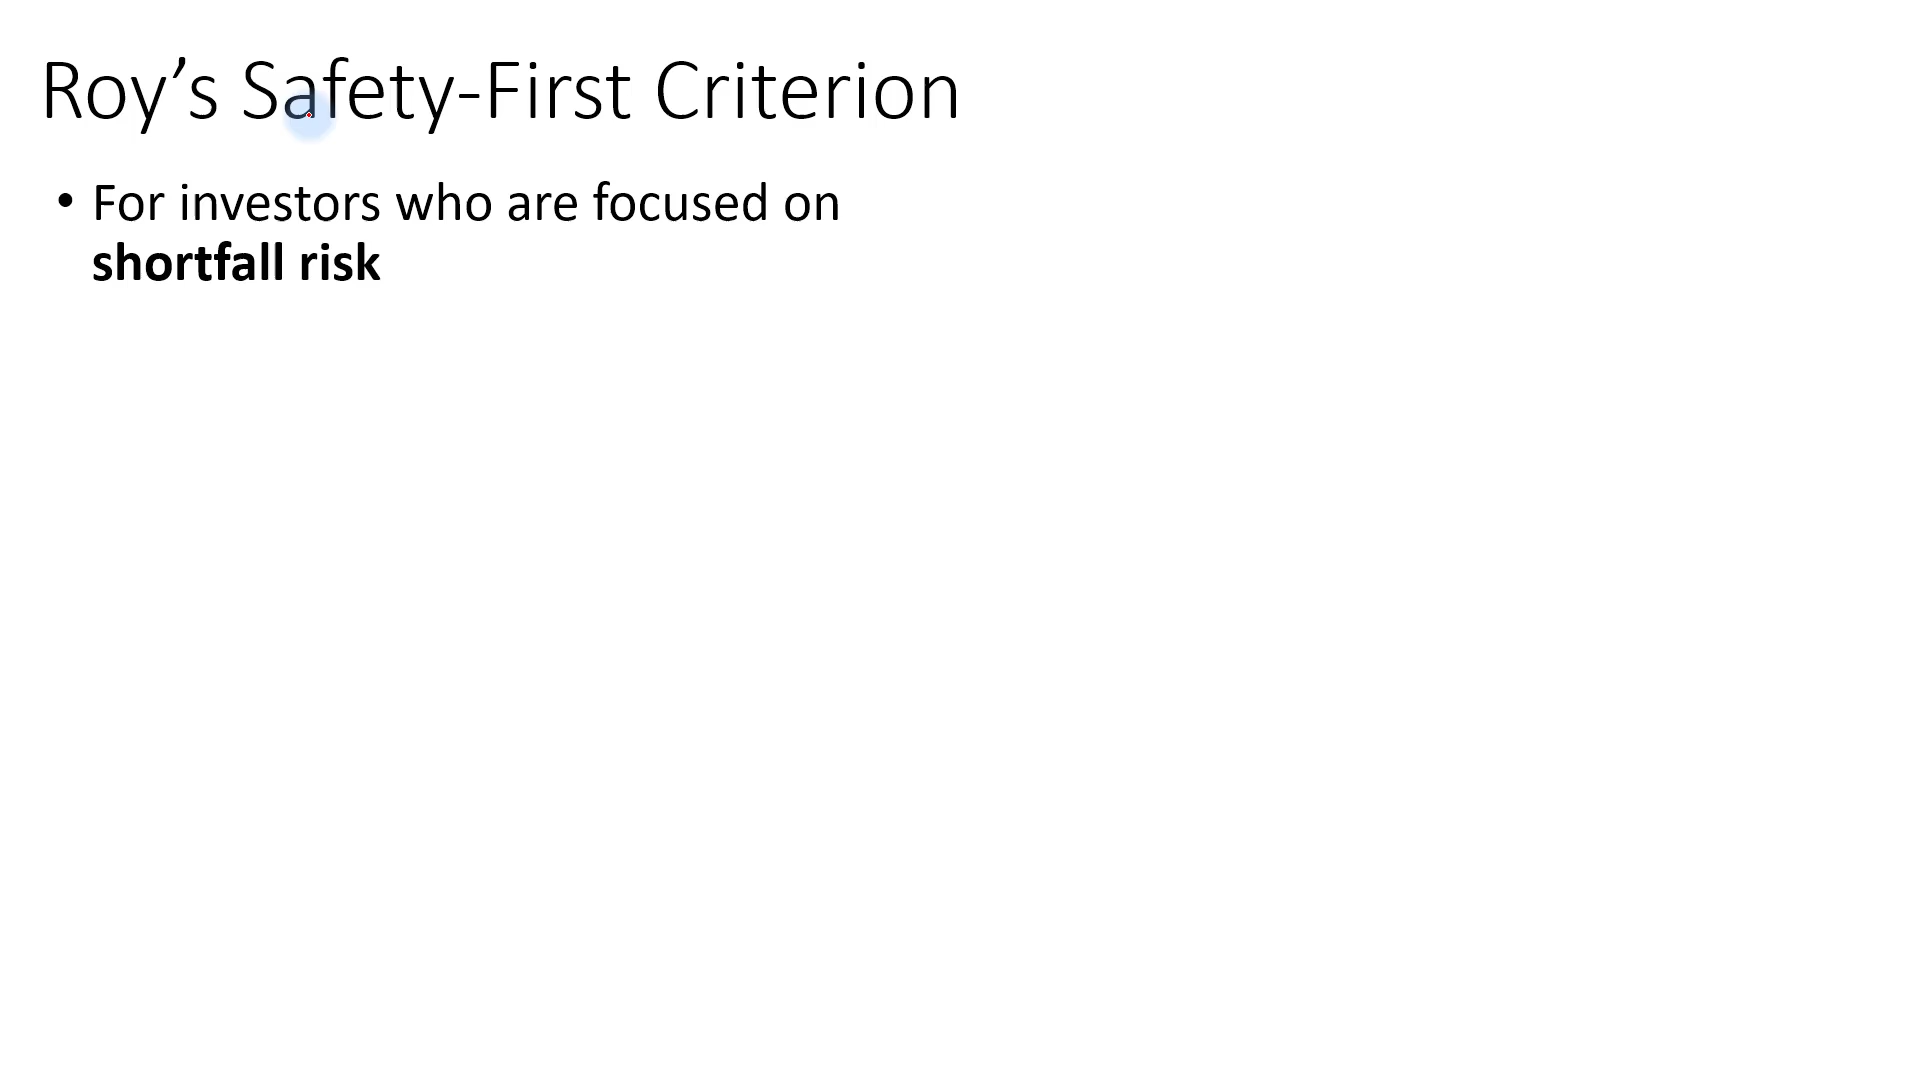 Roy’s Safety-First Criterion
• For investors who are focused on
shortfall risk